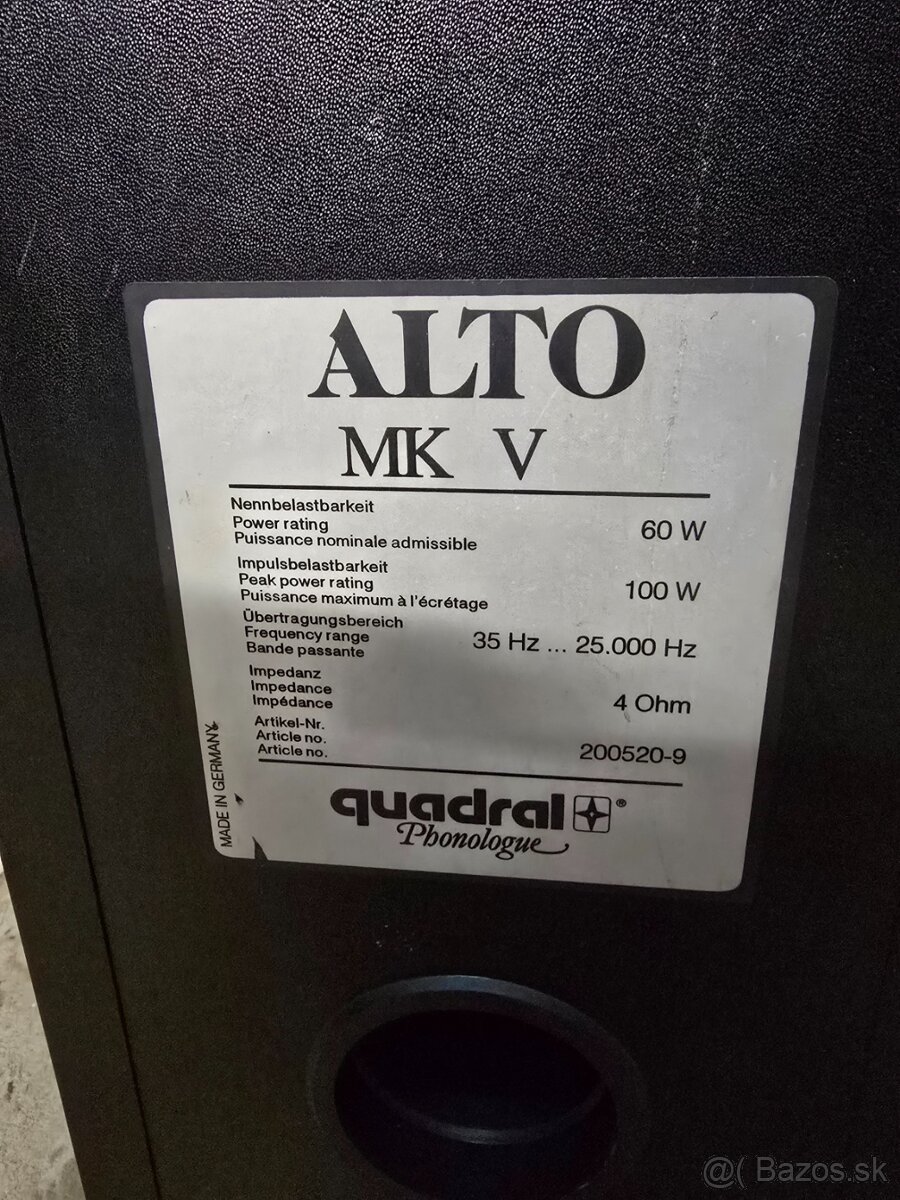 ALTO
MK V
Nennbelastbarkeit
Power rating 60 W
Puissance nominale admissible
Impulsbelastbarkeit
Peak power rating 100 W
Puissance maximum à l'écrétage
Übertragungsbereich
Frequency range 35 Hz ... 25.000 Hz
Bande passante
Impedanz
Impedance 4 Ohm
Impédance
Artikel-Nr.
Article no. 200520-9
Article no.
MADE IN GERMANY
quadral ®
Phonologue
@( Bazos.sk